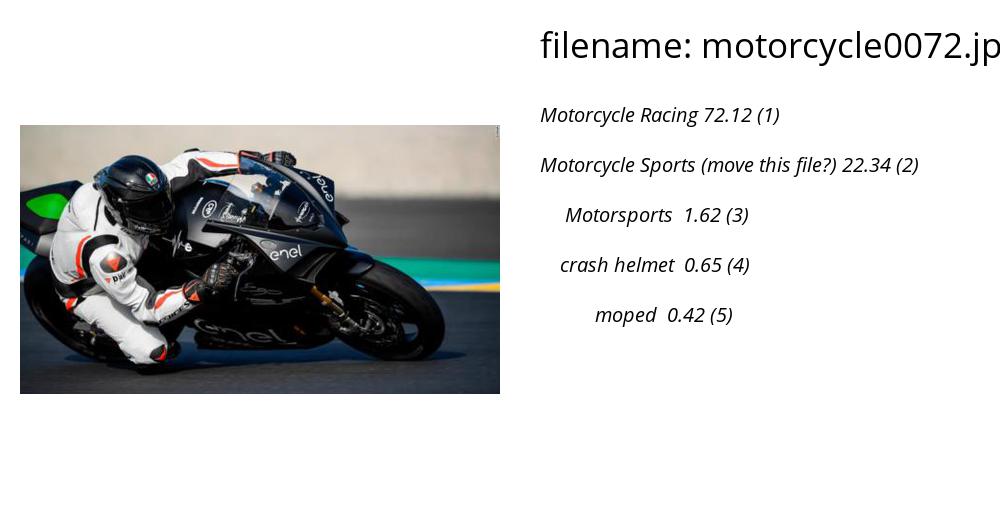 filename: motorcycle0072.jp
Motorcycle Racing 72.12 (1)
Motorcycle Sports (move this file?) 22.34 (2)
Motorsports 1.62 (3)
crash helmet 0.65 (4)
moped 0.42 (5)
enel
enel
enel